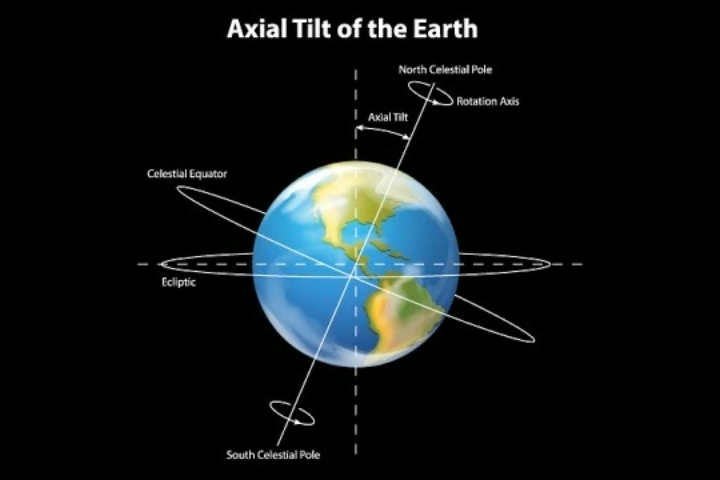 Axial Tilt of the Earth
North Celestial Pole
Rotation Axis
Axial Tilt
Celestial Equator
Ecliptic
South Celestial Pole